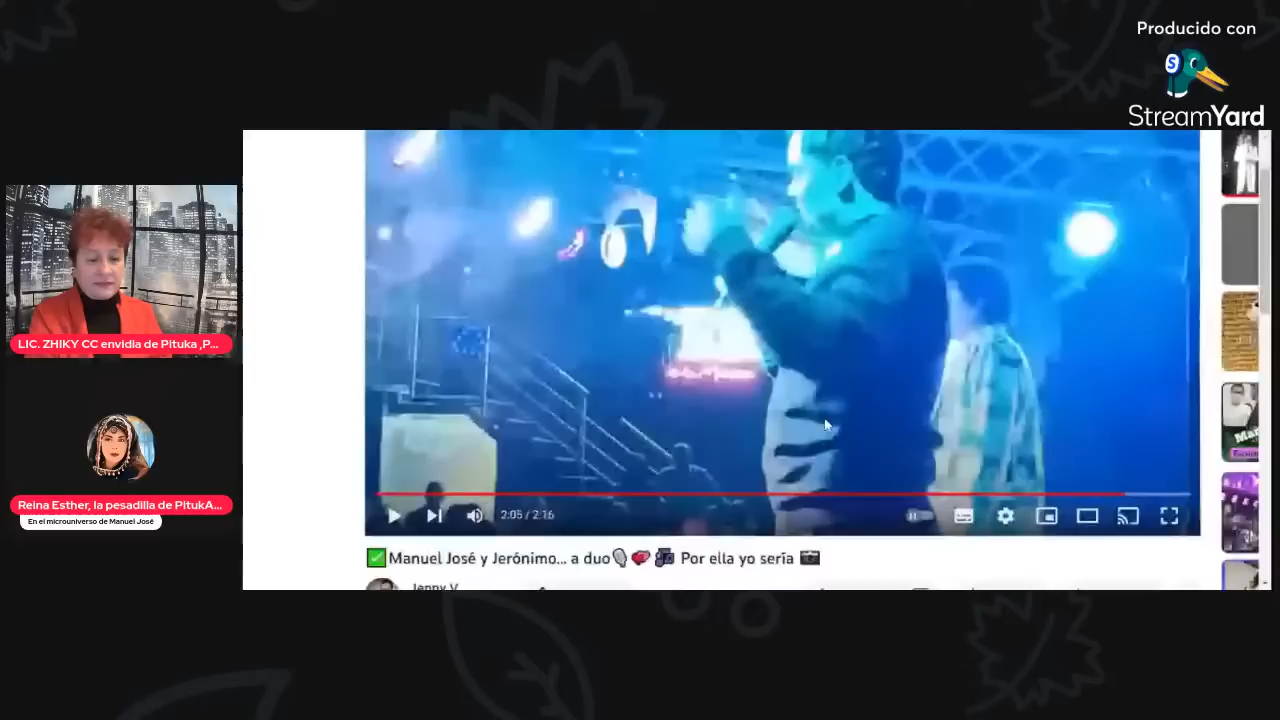 Producido con
StreamYard
LIC. ZHIKY CC envidia de Pituka ,P...
Reina Esther, la pesadilla de PitukA...
En el microuniverso de Manuel José
2:05 / 2:16
✅Manuel José y Jerónimo... a duo Por ella yo sería 📷
Jenny V